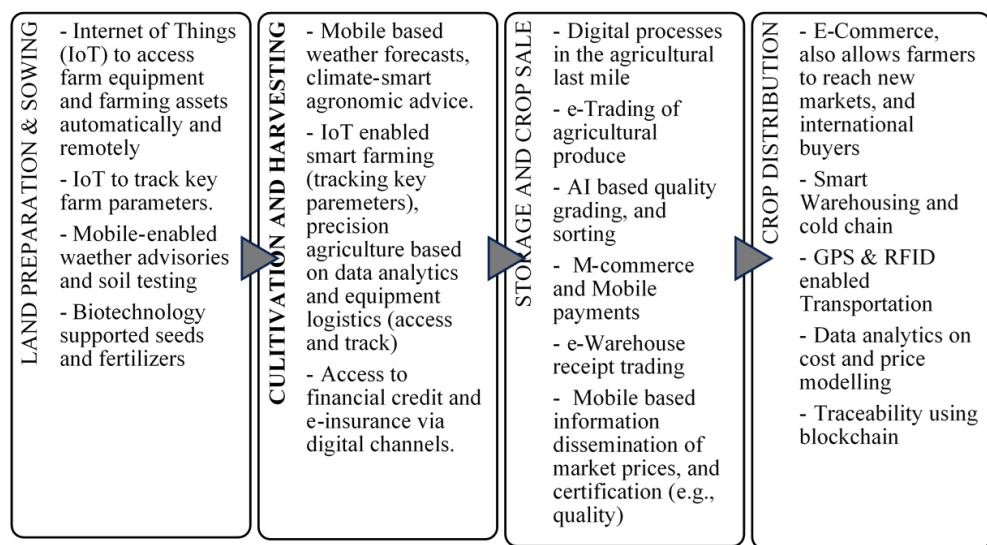 LAND PREPARATION & SOWING
- Internet of Things
(IoT) to access
farm equipment
and farming assets
automatically and
remotely
- IoT to track key
farm parameters.
- Mobile-enabled
waether advisories
and soil testing
- Biotechnology
supported seeds
and fertilizers
CULITIVATION AND HARVESTING
- Mobile based
weather forecasts,
climate-smart
agronomic advice.
- IoT enabled
smart farming
(tracking key
paremeters),
precision
agriculture based
on data analytics
and equipment
logistics (access
and track)
- Access to
financial credit and
e-insurance via
digital channels.
STORAGE AND CROP SALE
- Digital processes
in the agricultural
last mile
- e-Trading of
agricultural
produce
- AI based quality
grading, and
sorting
- M-commerce
and Mobile
payments
- e-Warehouse
receipt trading
- Mobile based
information
dissemination of
market prices, and
certification (e.g.,
quality)
CROP DISTRIBUTION
- E-Commerce,
also allows farmers
to reach new
markets, and
international
buyers
- Smart
Warehousing and
cold chain
- GPS & RFID
enabled
Transportation
- Data analytics on
cost and price
modelling
- Traceability using
blockchain